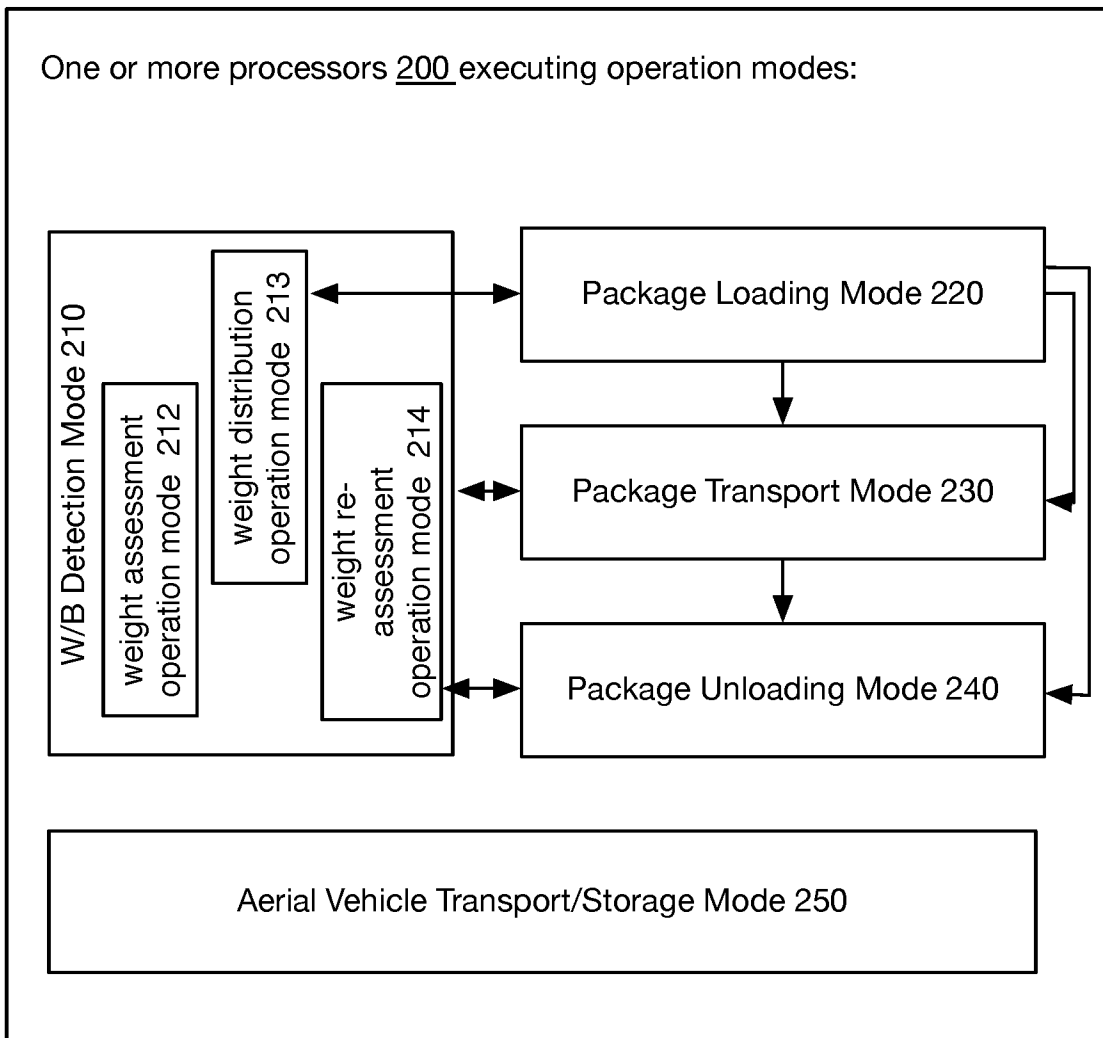 One or more processors 200 executing operation modes:
W/B Detection Mode 210
weight assessment
operation mode 212
weight distribution
operation mode 213
weight re-
assessment
operation mode 214
Package Loading Mode 220
Package Transport Mode 230
Package Unloading Mode 240
Aerial Vehicle Transport/Storage Mode 250